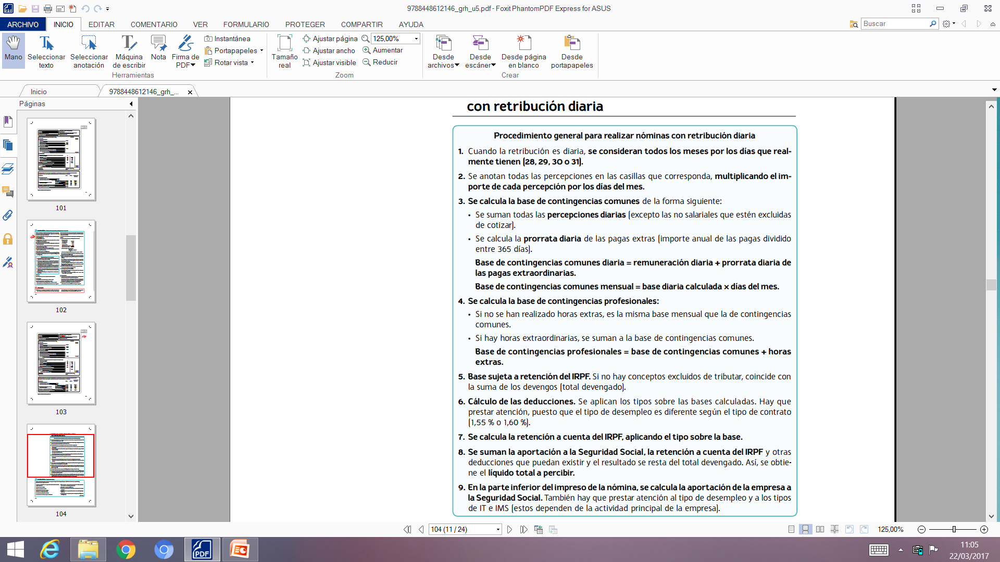 9788448612146_grh_u5.pdf - Foxit PhantomPDF Express for ASUS
ARCHIVO INICIO EDITAR COMENTARIO VER FORMULARIO PROTEGER COMPARTIR AYUDA
Buscar
Mano
Seleccionar texto
Seleccionar anotación
Máquina de escribir
Nota
Firma de PDF
Instantánea
Portapapeles
Rotar vista
Herramientas
Tamaño real
Ajustar página
Ajustar ancho
Ajustar visible
125,00%
Aumentar
Reducir
Zoom
Desde archivos
Desde escáner
Desde página en blanco
Desde portapapeles
Crear
Inicio
9788448612146_grh_...
Páginas
101
102
103
104
con retribución diaria
Procedimiento general para realizar nóminas con retribución diaria
1. Cuando la retribución es diaria, se consideran todos los meses por los días que real-
mente tienen (28, 29, 30 o 31).
2. Se anotan todas las percepciones en las casillas que corresponda, multiplicando el im-
porte de cada percepción por los días del mes.
3. Se calcula la base de contingencias comunes de la forma siguiente:
• Se suman todas las percepciones diarias (excepto las no salariales que estén excluidas
de cotizar).
• Se calcula la prorrata diaria de las pagas extras (importe anual de las pagas dividido
entre 365 días).
Base de contingencias comunes diaria = remuneración diaria + prorrata diaria de
las pagas extraordinarias.
Base de contingencias comunes mensual = base diaria calculada × días del mes.
4. Se calcula la base de contingencias profesionales:
• Si no se han realizado horas extras, es la misma base mensual que la de contingencias
comunes.
• Si hay horas extraordinarias, se suman a la base de contingencias comunes.
Base de contingencias profesionales = base de contingencias comunes + horas
extras.
5. Base sujeta a retención del IRPF. Si no hay conceptos excluidos de tributar, coincide con
la suma de los devengos (total devengado).
6. Cálculo de las deducciones. Se aplican los tipos sobre las bases calculadas. Hay que
prestar atención, puesto que el tipo de desempleo es diferente según el tipo de contrato
(1,55 % o 1,60 %).
7. Se calcula la retención a cuenta del IRPF, aplicando el tipo sobre la base.
8. Se suman la aportación a la Seguridad Social, la retención a cuenta del IRPF y otras
deducciones que puedan existir y el resultado se resta del total devengado. Así, se obtie-
ne el líquido total a percibir.
9. En la parte inferior del impreso de la nómina, se calcula la aportación de la empresa a
la Seguridad Social. También hay que prestar atención al tipo de desempleo y a los tipos
de IT e IMS (estos dependen de la actividad principal de la empresa).
104 (11 / 24)
125,00%
PDF
11:05
22/03/2017